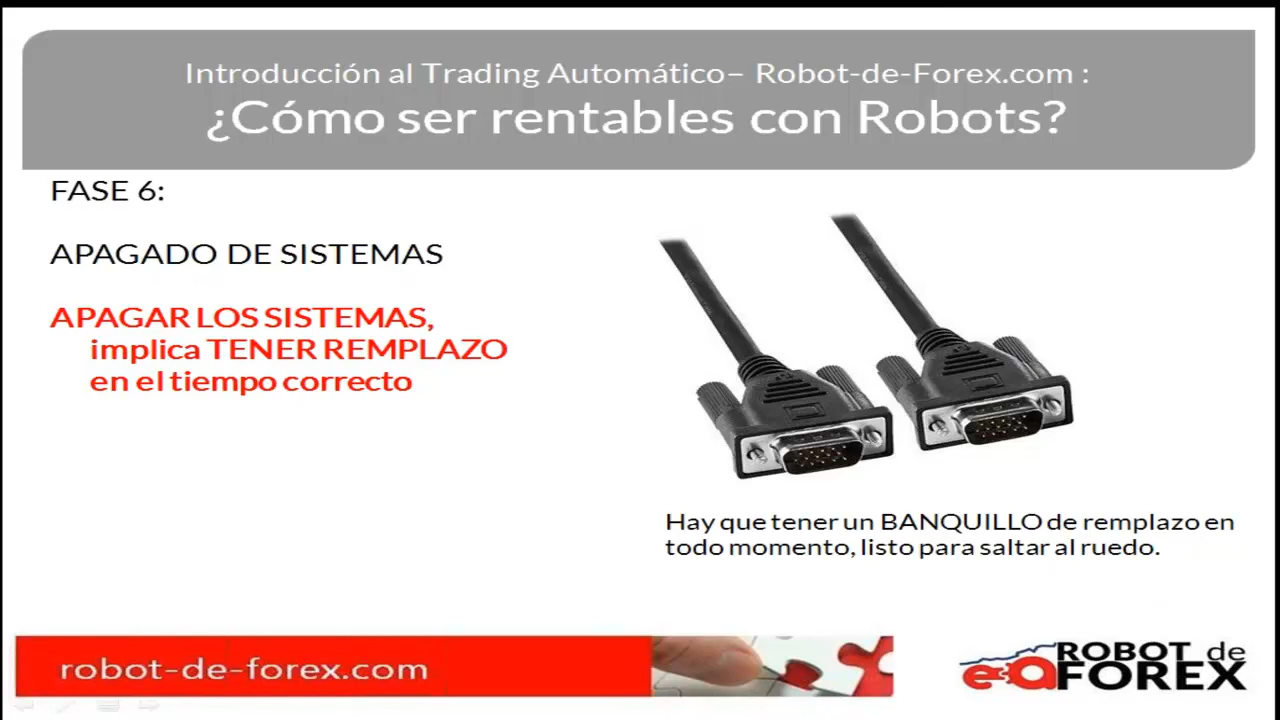 Introducción al Trading Automático– Robot-de-Forex.com :
¿Cómo ser rentables con Robots?
FASE 6:
APAGADO DE SISTEMAS
APAGAR LOS SISTEMAS,
implica TENER REMPLAZO
en el tiempo correcto
Hay que tener un BANQUILLO de remplazo en
todo momento, listo para saltar al ruedo.
robot-de-forex.com
ea ROBOT de
FOREX